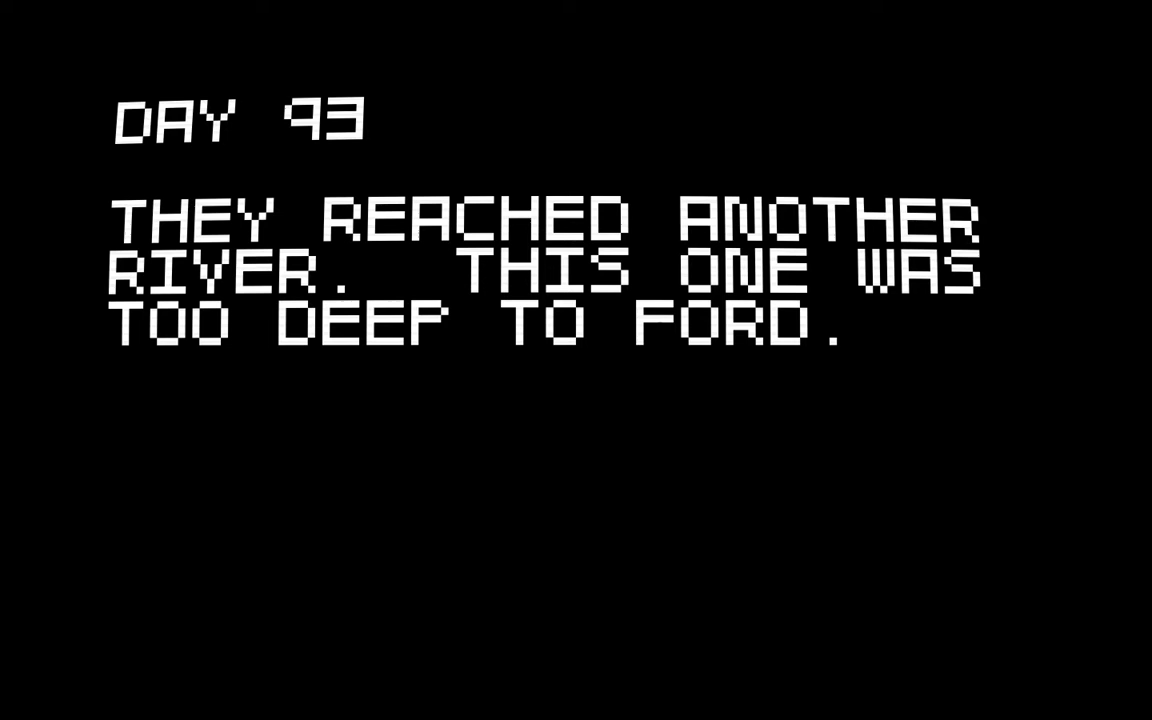 DAY 93
THEY REACHED ANOTHER
RIVER. THIS ONE WAS
TOO DEEP TO FORD.